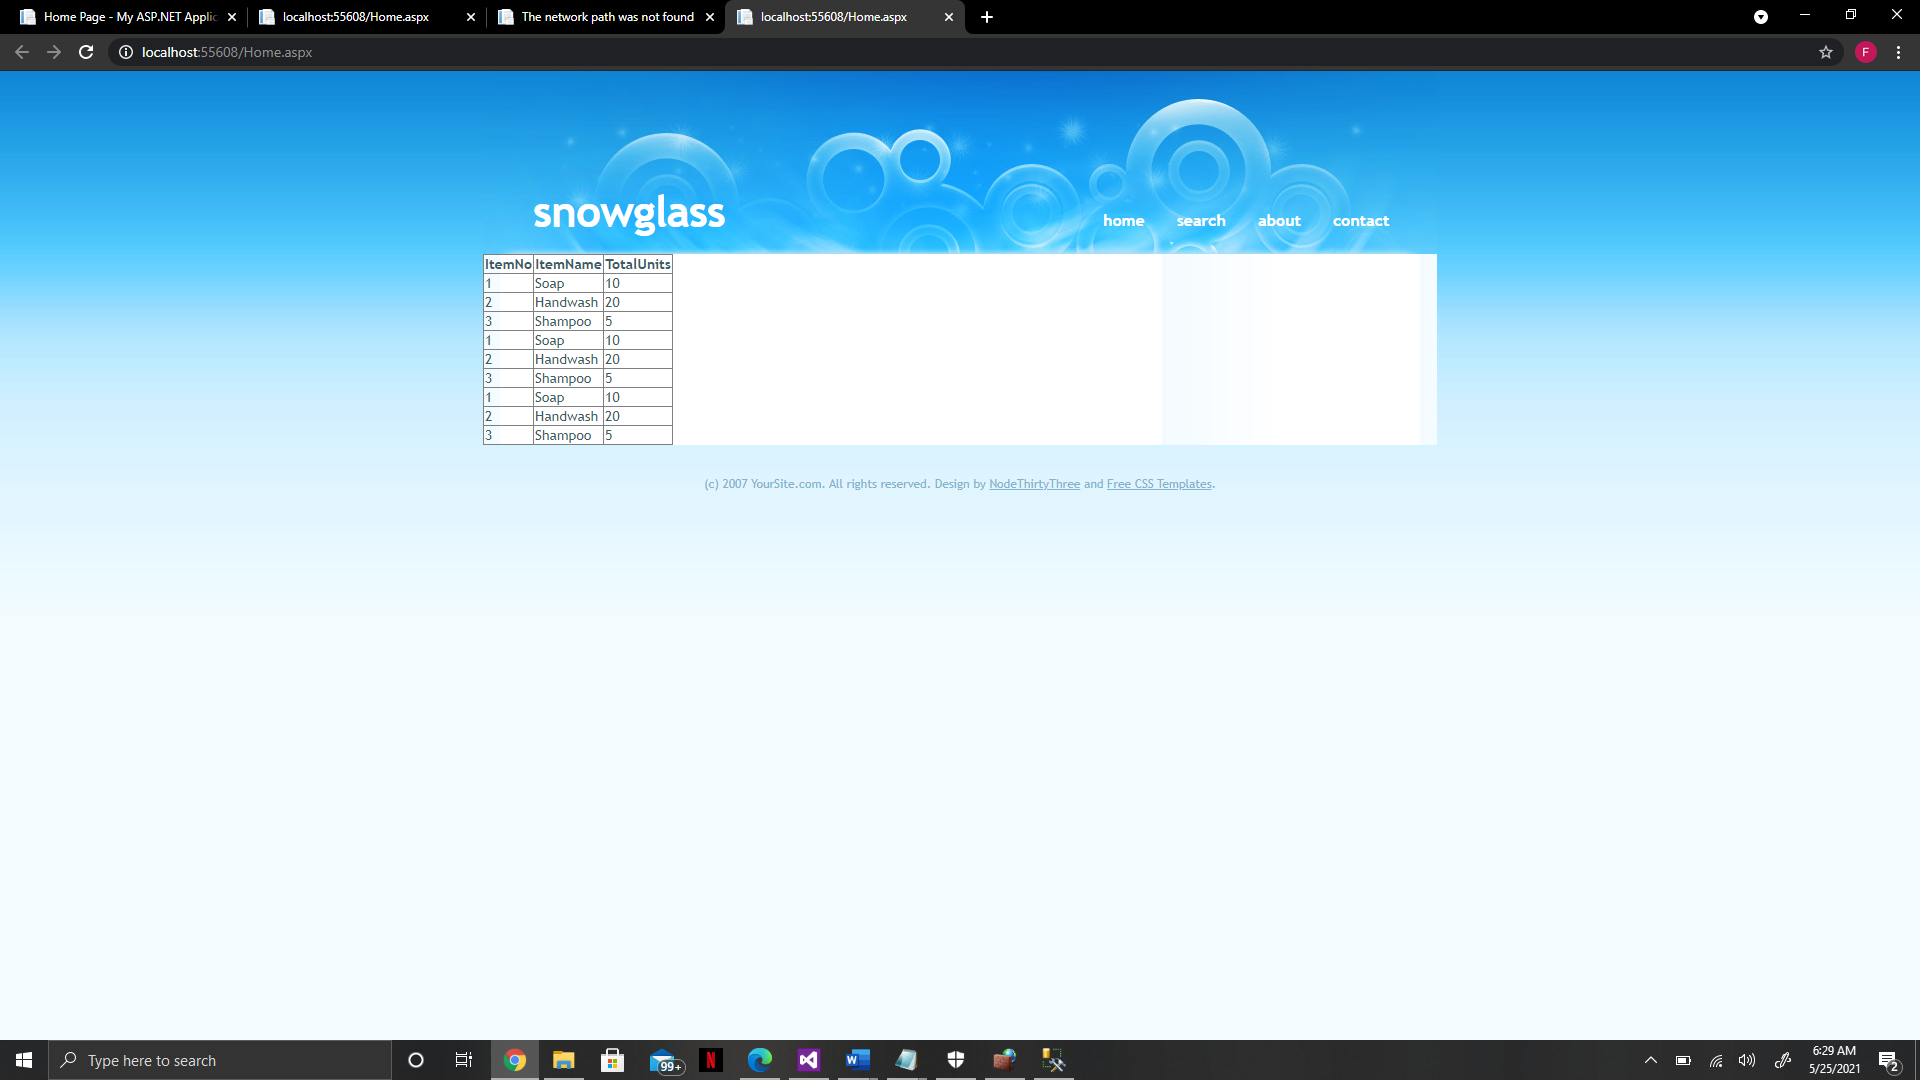 Home Page - My ASP.NET Applic
localhost:55608/Home.aspx
The network path was not found
localhost:55608/Home.aspx
localhost:55608/Home.aspx
F
snowglass
home search about contact
ItemNo ItemName TotalUnits
1 Soap 10
2 Handwash 20
3 Shampoo 5
1 Soap 10
2 Handwash 20
3 Shampoo 5
1 Soap 10
2 Handwash 20
3 Shampoo 5
(c) 2007 YourSite.com. All rights reserved. Design by NodeThirtyThree and Free CSS Templates.
Type here to search
99+
N
W
6:29 AM
5/25/2021
2